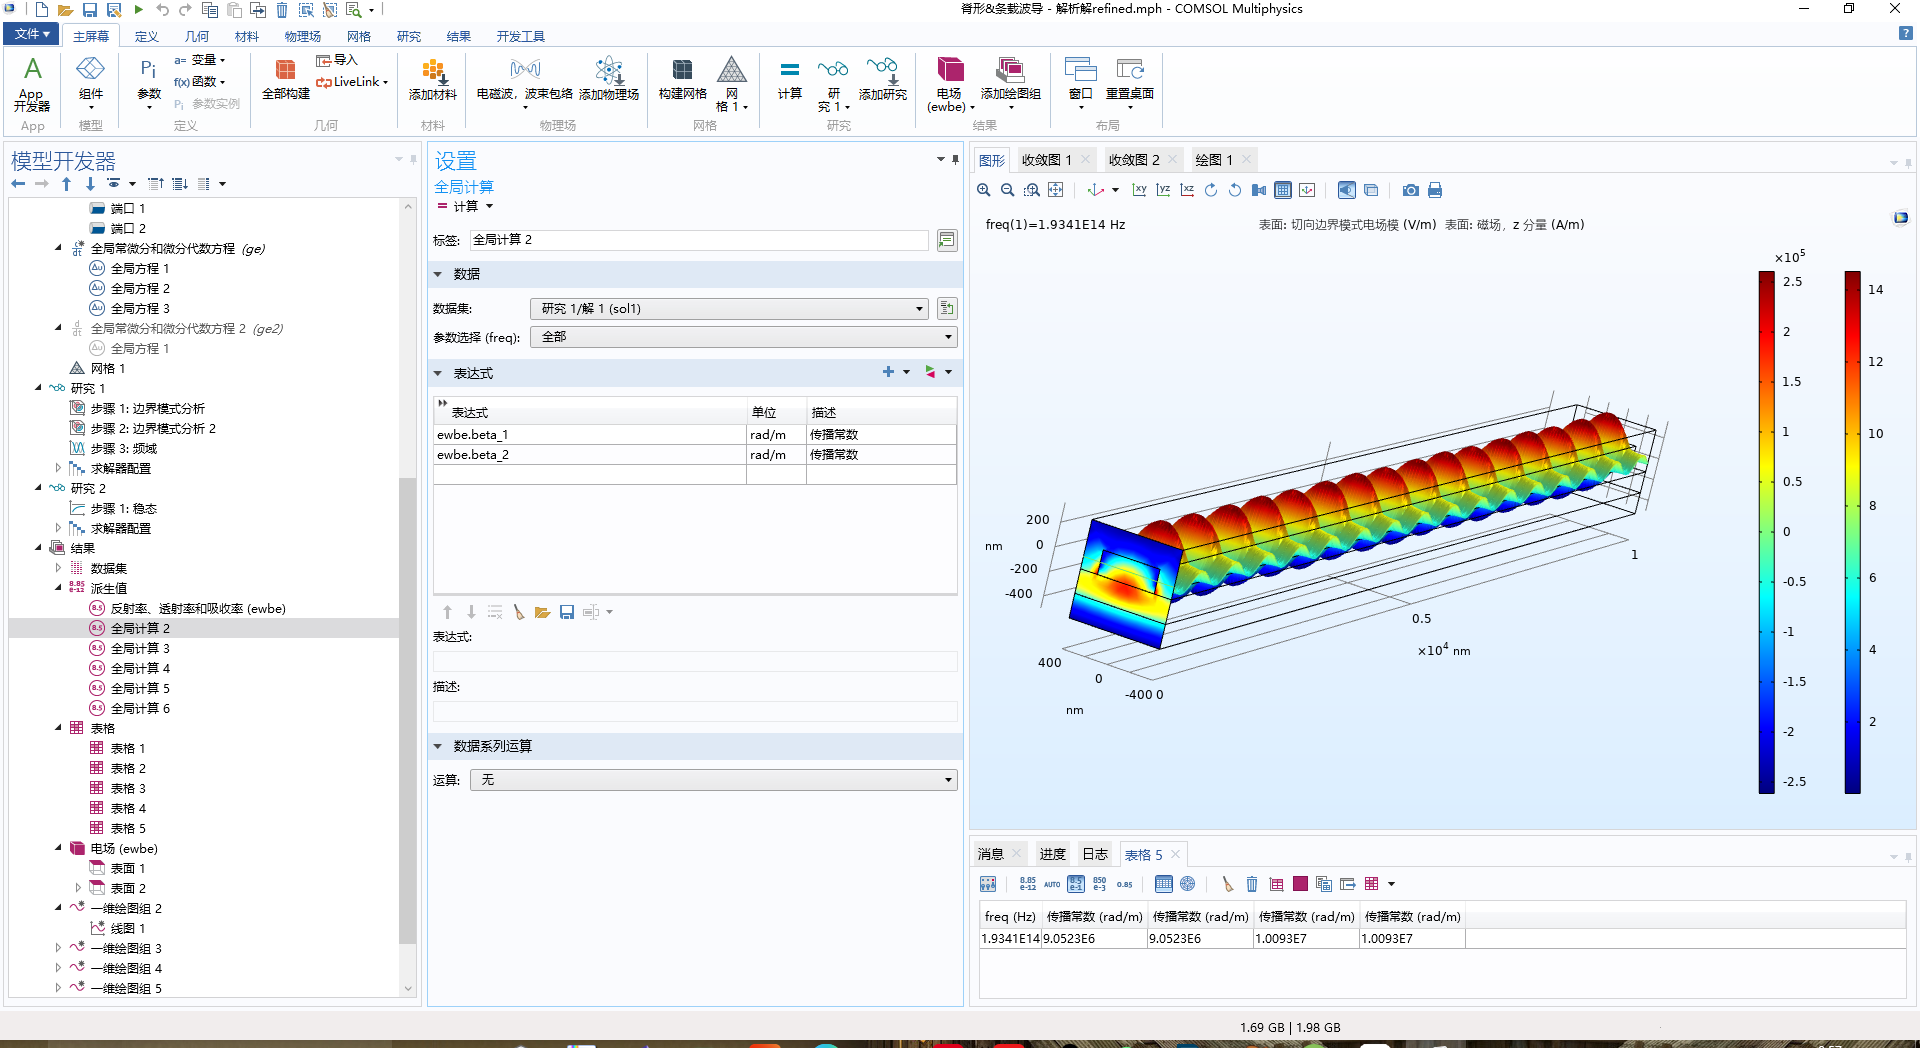 脊形&条载波导 - 解析解refined.mph - COMSOL Multiphysics
文件
主屏幕
定义
几何
材料
物理场
网格
研究
结果
开发工具
App 开发器
组件
Pi 参数
a= 变量
f(x) 函数
Pi 参数实例
全部构建
导入
LiveLink
添加材料
电磁波，波束包络
添加物理场
构建网格
网格 1
计算
研究 1
添加研究
电场 (ewbe)
添加绘图组
窗口
重置桌面
App
模型
定义
几何
材料
物理场
网格
研究
结果
布局
模型开发器
端口 1
端口 2
全局常微分和微分代数方程 (ge)
全局方程 1
全局方程 2
全局方程 3
全局常微分和微分代数方程 2 (ge2)
全局方程 1
网格 1
研究 1
步骤 1: 边界模式分析
步骤 2: 边界模式分析 2
步骤 3: 频域
求解器配置
研究 2
步骤 1: 稳态
求解器配置
结果
数据集
派生值
反射率、透射率和吸收率 (ewbe)
全局计算 2
全局计算 3
全局计算 4
全局计算 5
全局计算 6
表格
表格 1
表格 2
表格 3
表格 4
表格 5
电场 (ewbe)
表面 1
表面 2
一维绘图组 2
线图 1
一维绘图组 3
一维绘图组 4
一维绘图组 5
设置
全局计算
= 计算
标签: 全局计算 2
数据
数据集: 研究 1/解 1 (sol1)
参数选择 (freq): 全部
表达式
表达式 单位 描述
ewbe.beta_1 rad/m 传播常数
ewbe.beta_2 rad/m 传播常数
表达式:
描述:
数据系列运算
运算: 无
图形
收敛图 1
收敛图 2
绘图 1
xy yz xz
freq(1)=1.9341E14 Hz
表面: 切向边界模式电场模 (V/m) 表面: 磁场，z 分量 (A/m)
×10⁵
2.5
2
1.5
1
0.5
0
-0.5
-1
-1.5
-2
-2.5
14
12
10
8
6
4
2
200
0
-200
-400
nm
400
0
-400
nm
0
0.5
1
×10⁴ nm
消息
进度
日志
表格 5
8.85 e-12
AUTO
8.5 e-1
850 e-3
0.85
freq (Hz) 传播常数 (rad/m) 传播常数 (rad/m) 传播常数 (rad/m) 传播常数 (rad/m)
1.9341E14 9.0523E6 9.0523E6 1.0093E7 1.0093E7
1.69 GB | 1.98 GB